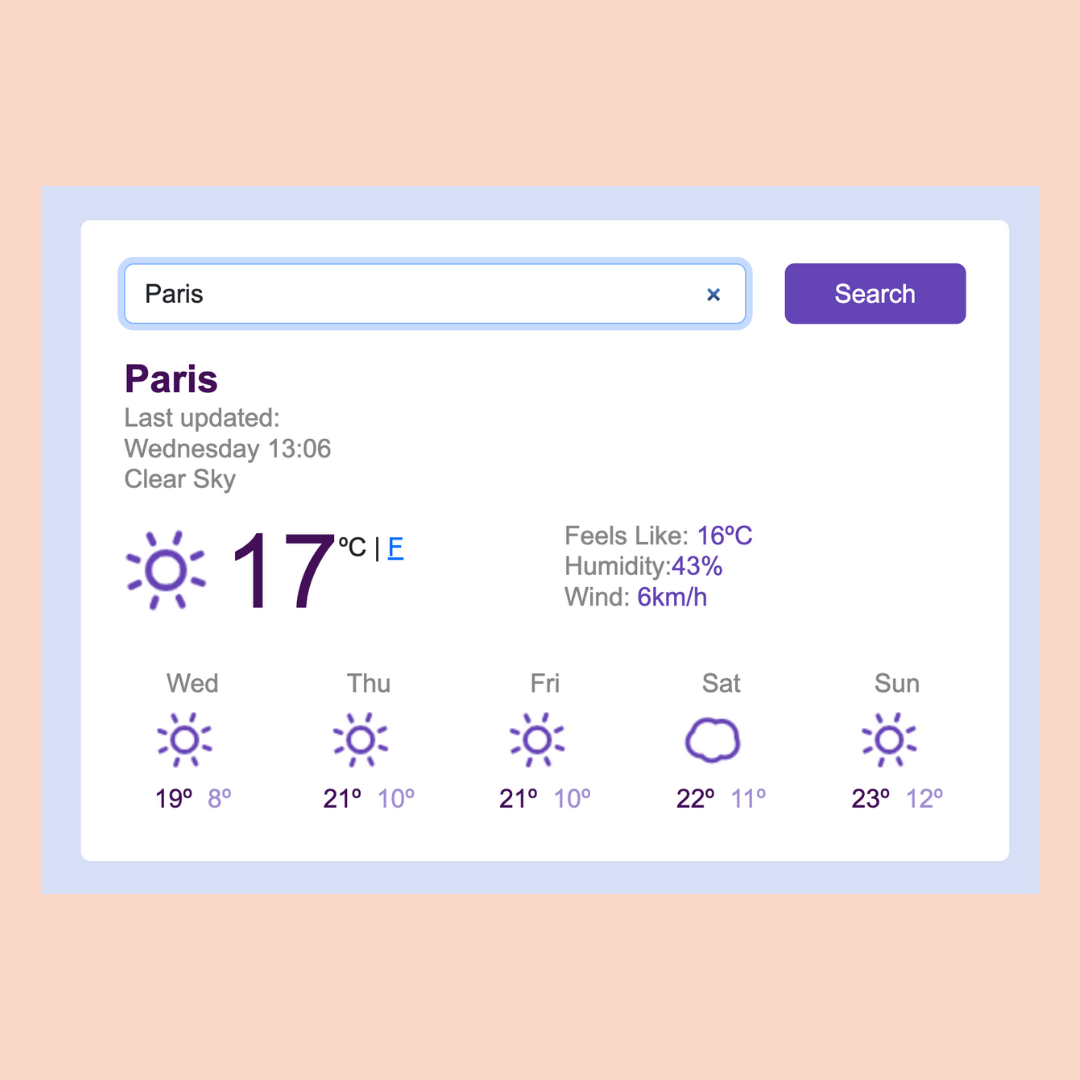 Paris × Search
Paris
Last updated:
Wednesday 13:06
Clear Sky
17 ºC | F
Feels Like: 16ºC
Humidity:43%
Wind: 6km/h
Wed Thu Fri Sat Sun
19º 8º 21º 10º 21º 10º 22º 11º 23º 12º